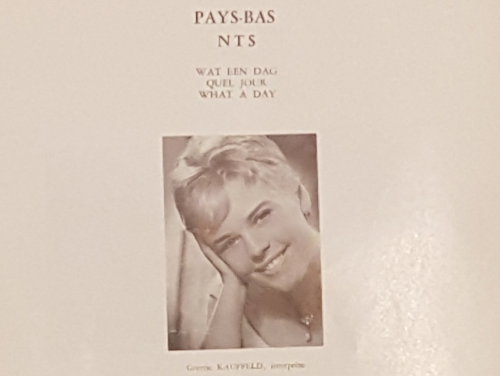 PAYS-BAS
NTS
WAT EEN DAG
QUEL JOUR
WHAT A DAY
Greetje KAUFFELD, interprète